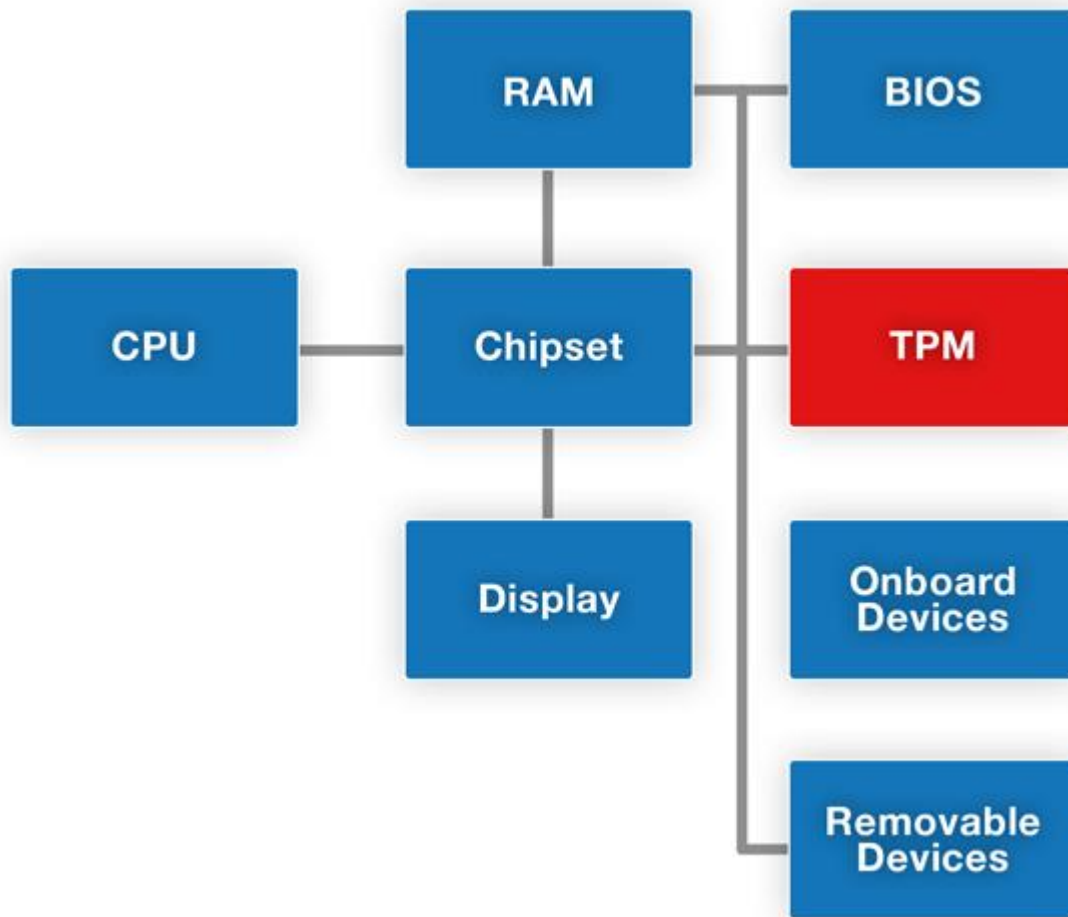 RAM
BIOS
CPU
Chipset
TPM
Display
Onboard
Devices
Removable
Devices